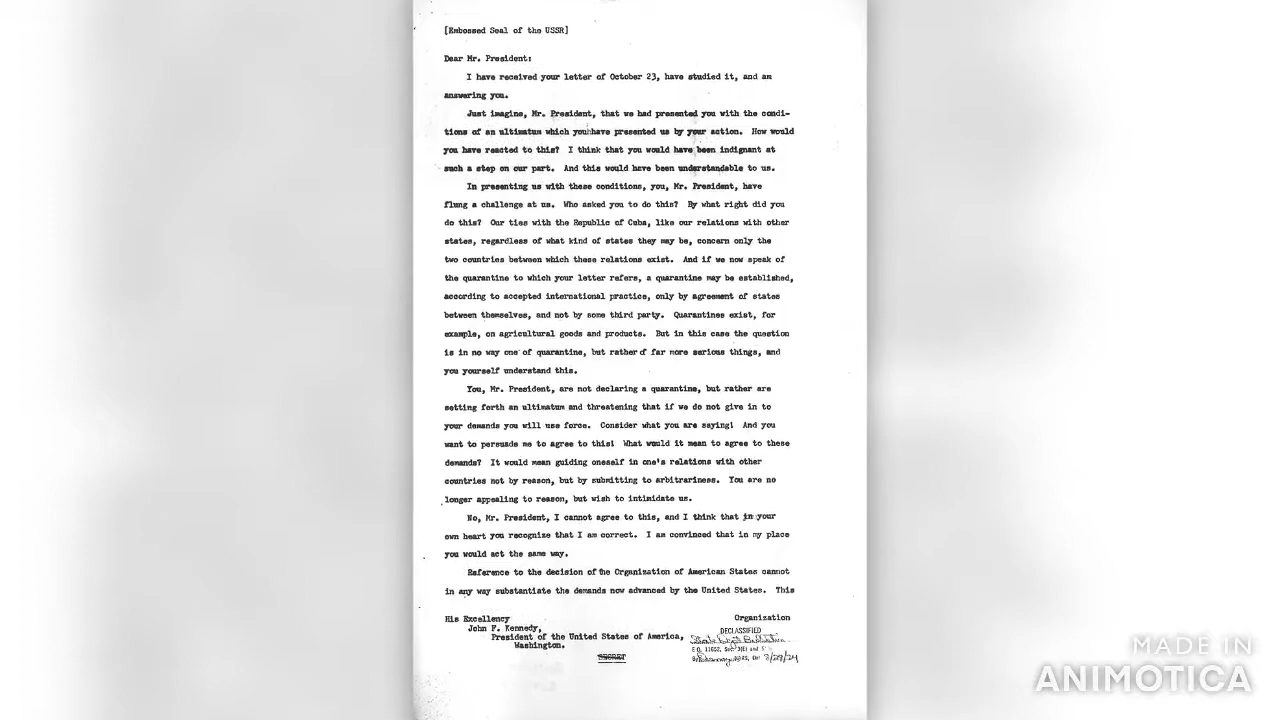 [Embossed Seal of the USSR]
Dear Mr. President:
I have received your letter of October 23, have studied it, and am
answering you.
Just imagine, Mr. President, that we had presented you with the condi-
tions of an ultimatum which you have presented us by your action. How would
you have reacted to this? I think that you would have been indignant at
such a step on our part. And this would have been understandable to us.
In presenting us with these conditions, you, Mr. President, have
flung a challenge at us. Who asked you to do this? By what right did you
do this? Our ties with the Republic of Cuba, like our relations with other
states, regardless of what kind of states they may be, concern only the
two countries between which these relations exist. And if we now speak of
the quarantine to which your letter refers, a quarantine may be established,
according to accepted international practice, only by agreement of states
between themselves, and not by some third party. Quarantines exist, for
example, on agricultural goods and products. But in this case the question
is in no way one of quarantine, but rather of far more serious things, and
you yourself understand this.
You, Mr. President, are not declaring a quarantine, but rather are
setting forth an ultimatum and threatening that if we do not give in to
your demands you will use force. Consider what you are saying! And you
want to persuade me to agree to this! What would it mean to agree to these
demands? It would mean guiding oneself in one's relations with other
countries not by reason, but by submitting to arbitrariness. You are no
longer appealing to reason, but wish to intimidate us.
No, Mr. President, I cannot agree to this, and I think that in your
own heart you recognize that I am correct. I am convinced that in my place
you would act the same way.
Reference to the decision of the Organization of American States cannot
in any way substantiate the demands now advanced by the United States. This
Organization
His Excellency
John F. Kennedy,
President of the United States of America,
Washington.
SECRET
DECLASSIFIED
E.O. 11652, Sec.
MADE IN
ANIMOTICA